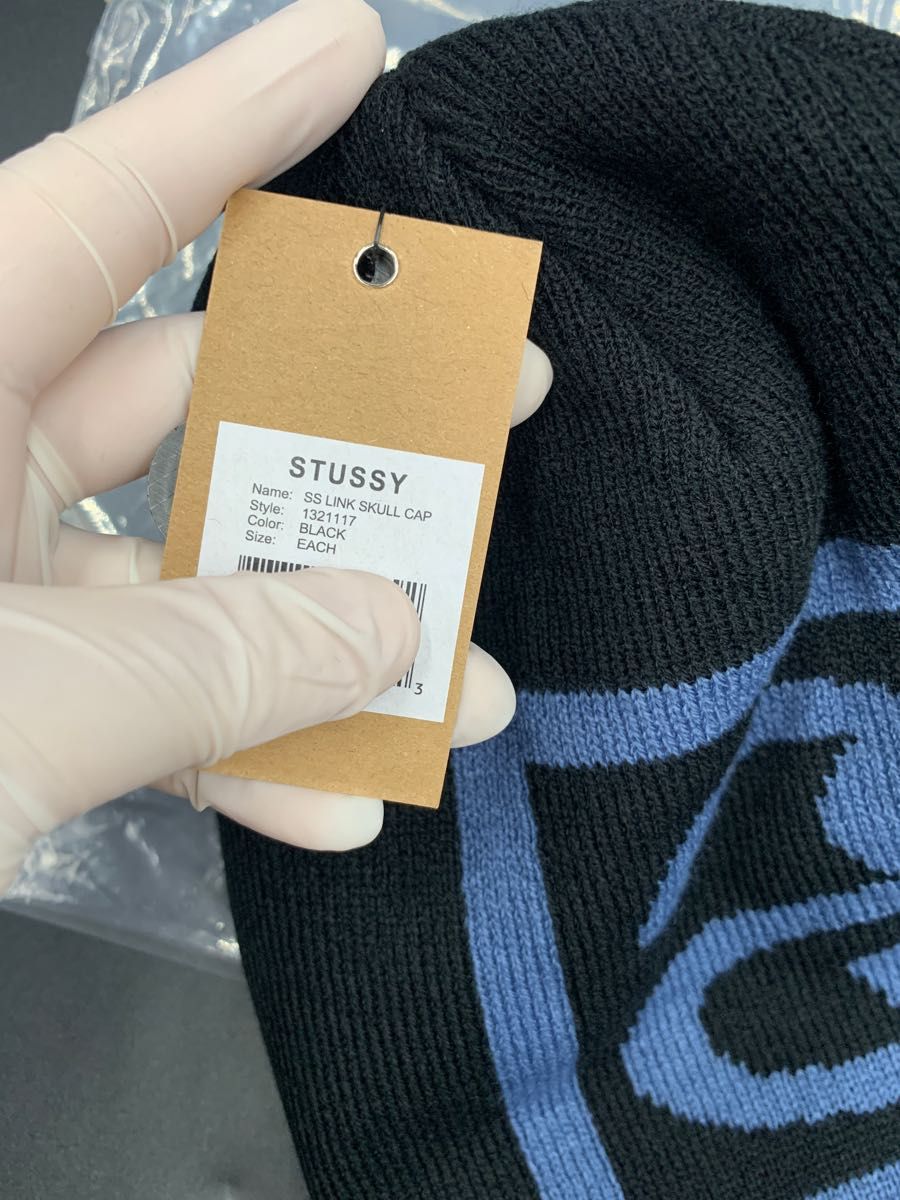 STUSSY
Name: SS LINK SKULL CAP
Style: 1321117
Color: BLACK
Size: EACH
3